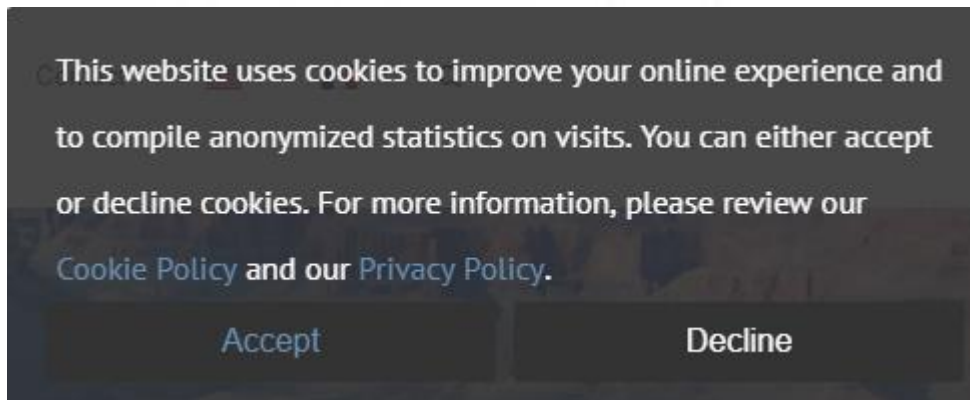 This website uses cookies to improve your online experience and
to compile anonymized statistics on visits. You can either accept
or decline cookies. For more information, please review our
Cookie Policy and our Privacy Policy.
Accept Decline